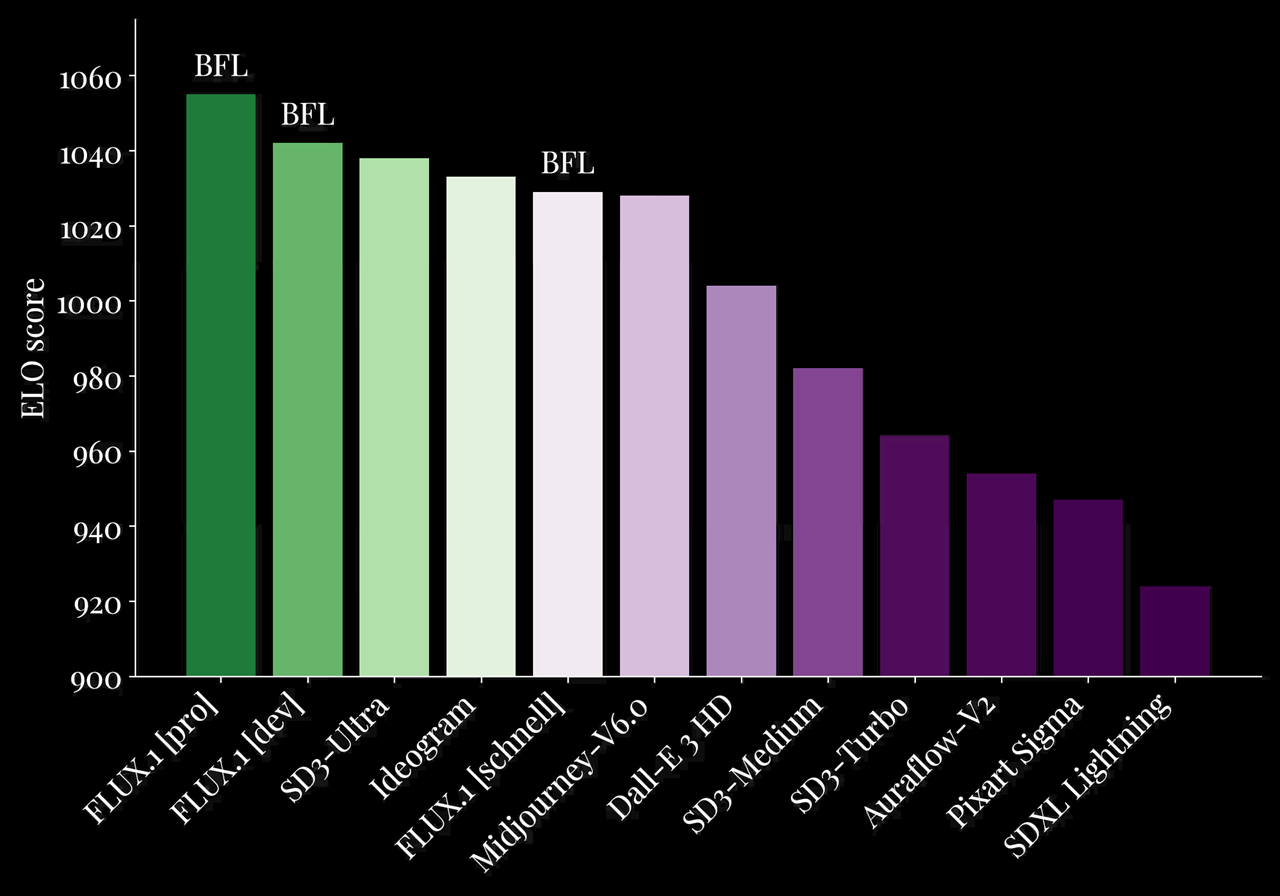 BFL
BFL
BFL
ELO score
1060
1040
1020
1000
980
960
940
920
900
FLUX.1 [pro]
FLUX.1 [dev]
SD3-Ultra
Ideogram
FLUX.1 [schnell]
Midjourney-V6.0
Dall-E 3 HD
SD3-Medium
SD3-Turbo
Auraflow-V2
Pixart Sigma
SDXL Lightning